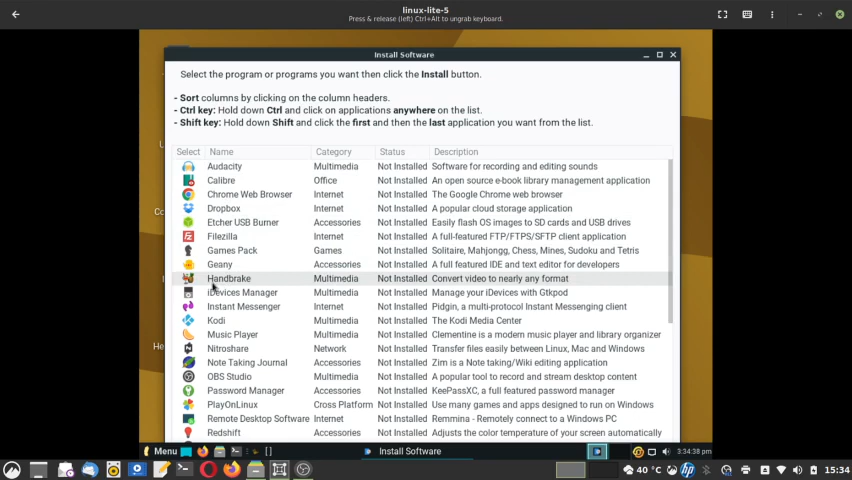 linux-lite-5
Press & release (left) Ctrl+Alt to ungrab keyboard.
Install Software
Select the program or programs you want then click the Install button.
- Sort columns by clicking on the column headers.
- Ctrl key: Hold down Ctrl and click on applications anywhere on the list.
- Shift key: Hold down Shift and click the first and then the last application you want from the list.
Select Name Category Status Description
Audacity Multimedia Not Installed Software for recording and editing sounds
Calibre Office Not Installed An open source e-book library management application
Chrome Web Browser Internet Not Installed The Google Chrome web browser
Dropbox Internet Not Installed A popular cloud storage application
Etcher USB Burner Accessories Not Installed Easily flash OS images to SD cards and USB drives
Filezilla Internet Not Installed A full-featured FTP/FTPS/SFTP client application
Games Pack Games Not Installed Solitaire, Mahjongg, Chess, Mines, Sudoku and Tetris
Geany Accessories Not Installed A full featured IDE and text editor for developers
Handbrake Multimedia Not Installed Convert video to nearly any format
iDevices Manager Multimedia Not Installed Manage your iDevices with Gtkpod
Instant Messenger Internet Not Installed Pidgin, a multi-protocol Instant Messenging client
Kodi Multimedia Not Installed The Kodi Media Center
Music Player Multimedia Not Installed Clementine is a modern music player and library organizer
Nitroshare Network Not Installed Transfer files easily between Linux, Mac and Windows
Note Taking Journal Accessories Not Installed Zim is a Note taking/Wiki editing application
OBS Studio Multimedia Not Installed A popular tool to record and stream desktop content
Password Manager Accessories Not Installed KeePassXC, a full featured password manager
PlayOnLinux Cross Platform Not Installed Use many games and apps designed to run on Windows
Remote Desktop Software Internet Not Installed Remmina - Remotely connect to a Windows PC
Redshift Accessories Not Installed Adjusts the color temperature of your screen automatically
Menu Install Software 3:34:38 pm
40 °C 15:34